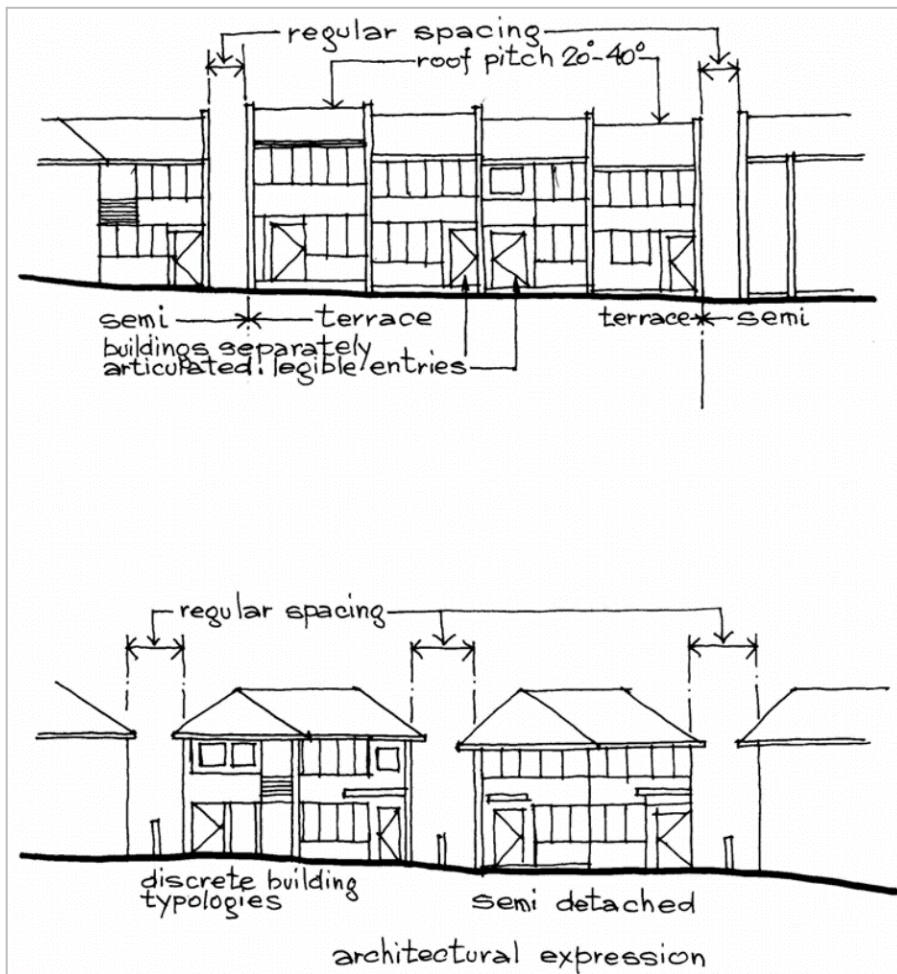 regular spacing
roof pitch 20°-40°
semi
terrace
terrace
semi
buildings separately
articulated: legible entries
regular spacing
discrete building
typologies
semi detached
architectural expression